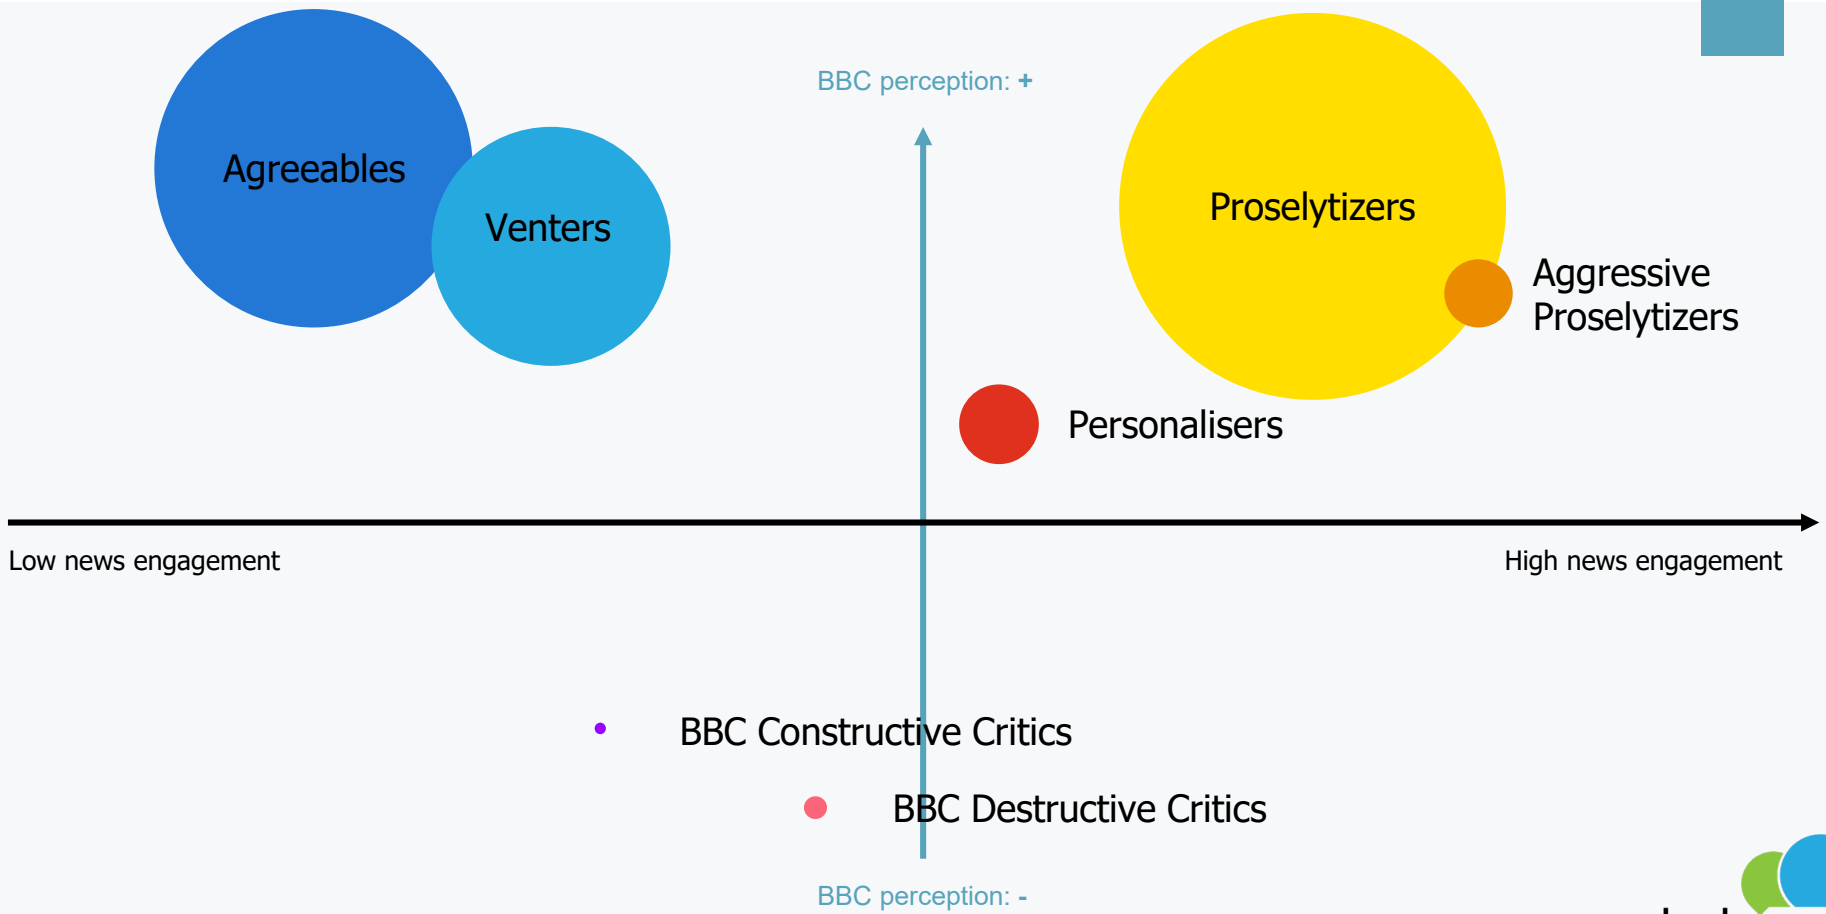 BBC perception: +
Agreeables
Venters
Proselytizers
Aggressive
Proselytizers
Personalisers
Low news engagement
High news engagement
BBC Constructive Critics
BBC Destructive Critics
BBC perception: -